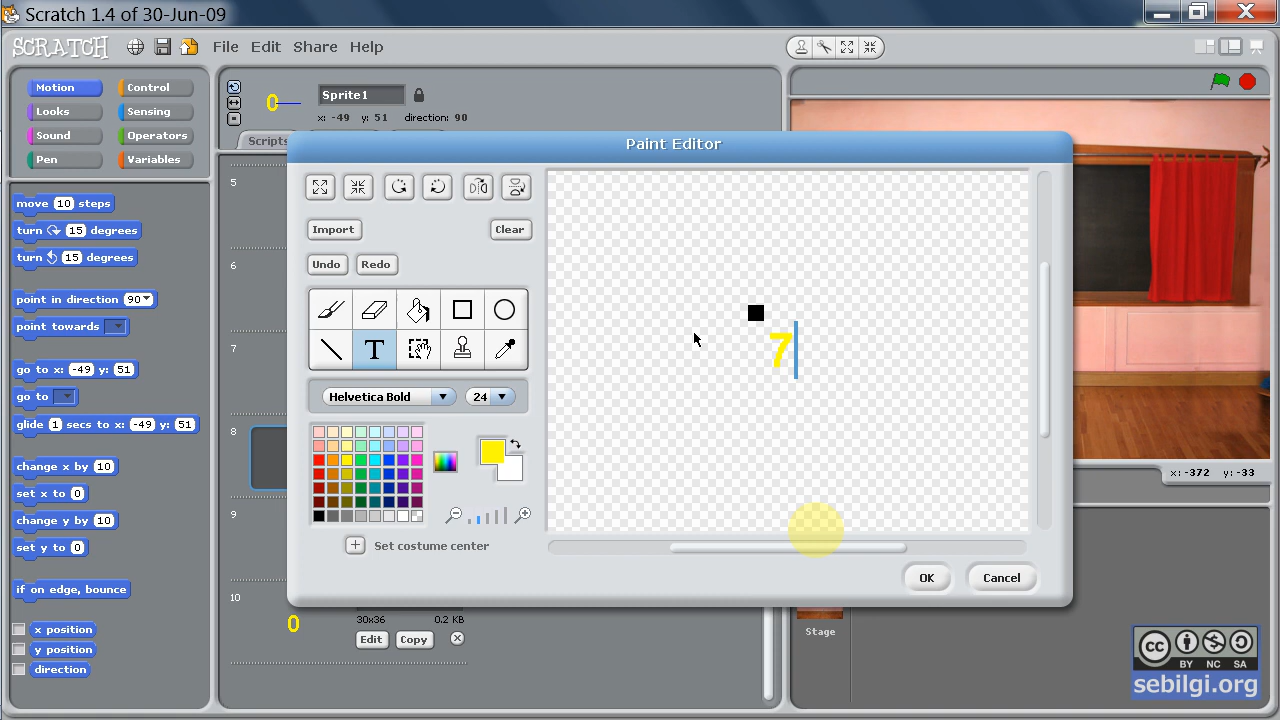 Scratch 1.4 of 30-Jun-09
SCRATCH File Edit Share Help
Motion Control
Looks Sensing
Sound Operators
Pen Variables
move 10 steps
turn 15 degrees
turn 15 degrees
point in direction 90
point towards
go to x: -49 y: 51
go to
glide 1 secs to x: -49 y: 51
change x by 10
set x to 0
change y by 10
set y to 0
if on edge, bounce
x position
y position
direction
0
Sprite1
x: -49 y: 51 direction: 90
Scripts
5
6
7
8
9
10
0
30x36 0.2 KB
Edit Copy
Paint Editor
Import Clear
Undo Redo
T
Helvetica Bold 24
Set costume center
7
OK Cancel
x: -372 y: -33
Stage
cc BY NC SA
sebilgi.org